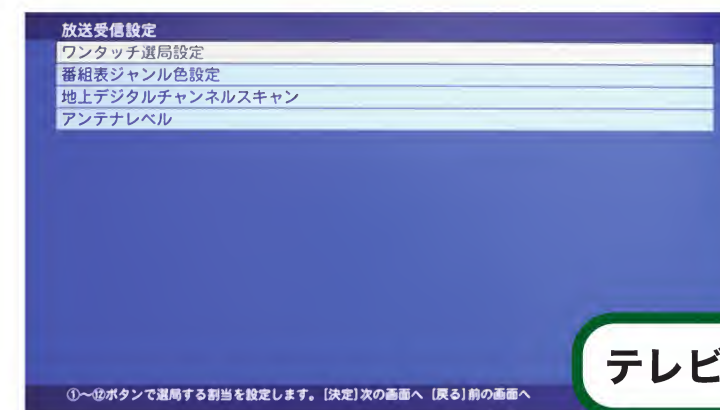 放送受信設定
ワンタッチ選局設定
番組表ジャンル色設定
地上デジタルチャンネルスキャン
アンテナレベル
テレビ
①～⑫ボタンで選局する割当を設定します。[決定]次の画面へ [戻る]前の画面へ